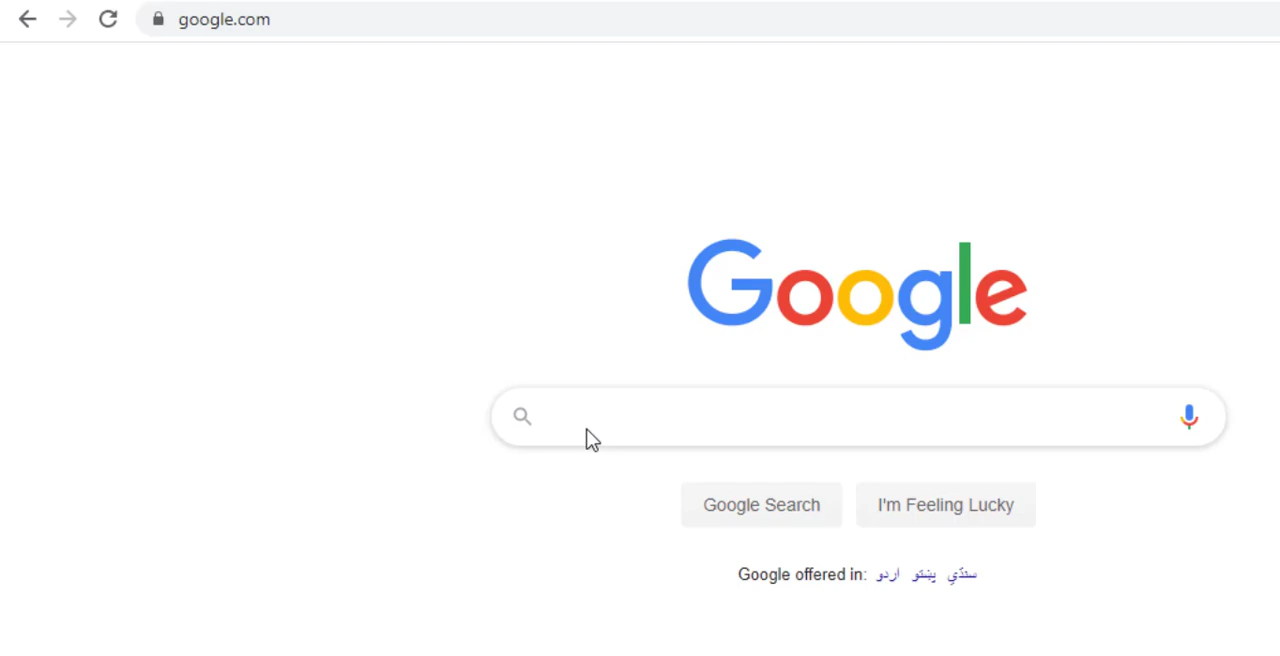 google.com
Google
Google Search I'm Feeling Lucky
Google offered in: اردو پښتو سنڌي